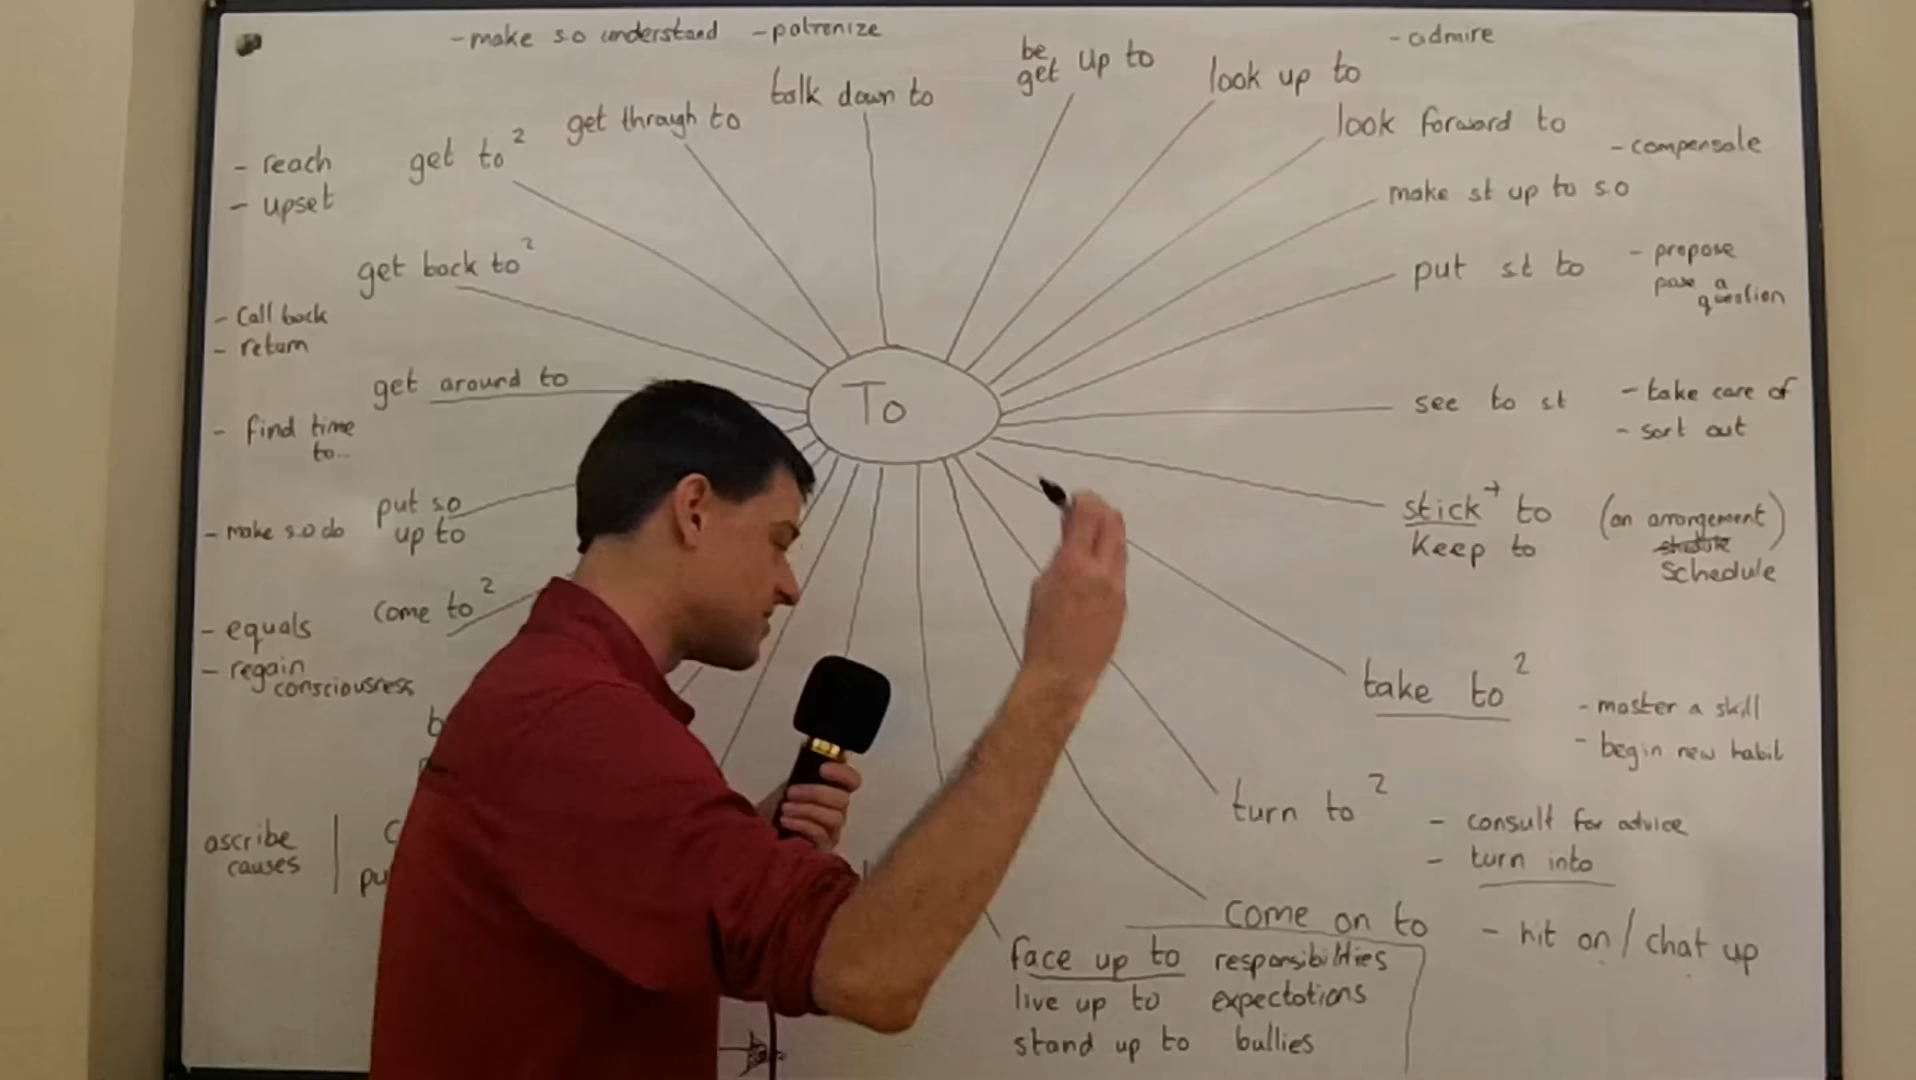 - make s.o understand
- patronize
- admire
be
get up to
look up to
talk down to
get through to
look forward to
- compensate
- reach
- upset
get to 2
make st up to s.o
get back to 2
put st to
- propose
pose a
question
- Call back
- return
get around to
see to st
- take care of
- sort out
To
- find time
to...
put s.o
up to
- make s.o do
stick to
Keep to
(an arrangement)
schedule
come to 2
- equals
- regain
consciousness
take to 2
- master a skill
- begin new habit
turn to 2
- consult for advice
- turn into
ascribe
causes
come on to
- hit on / chat up
face up to responsibilities
live up to expectations
stand up to bullies